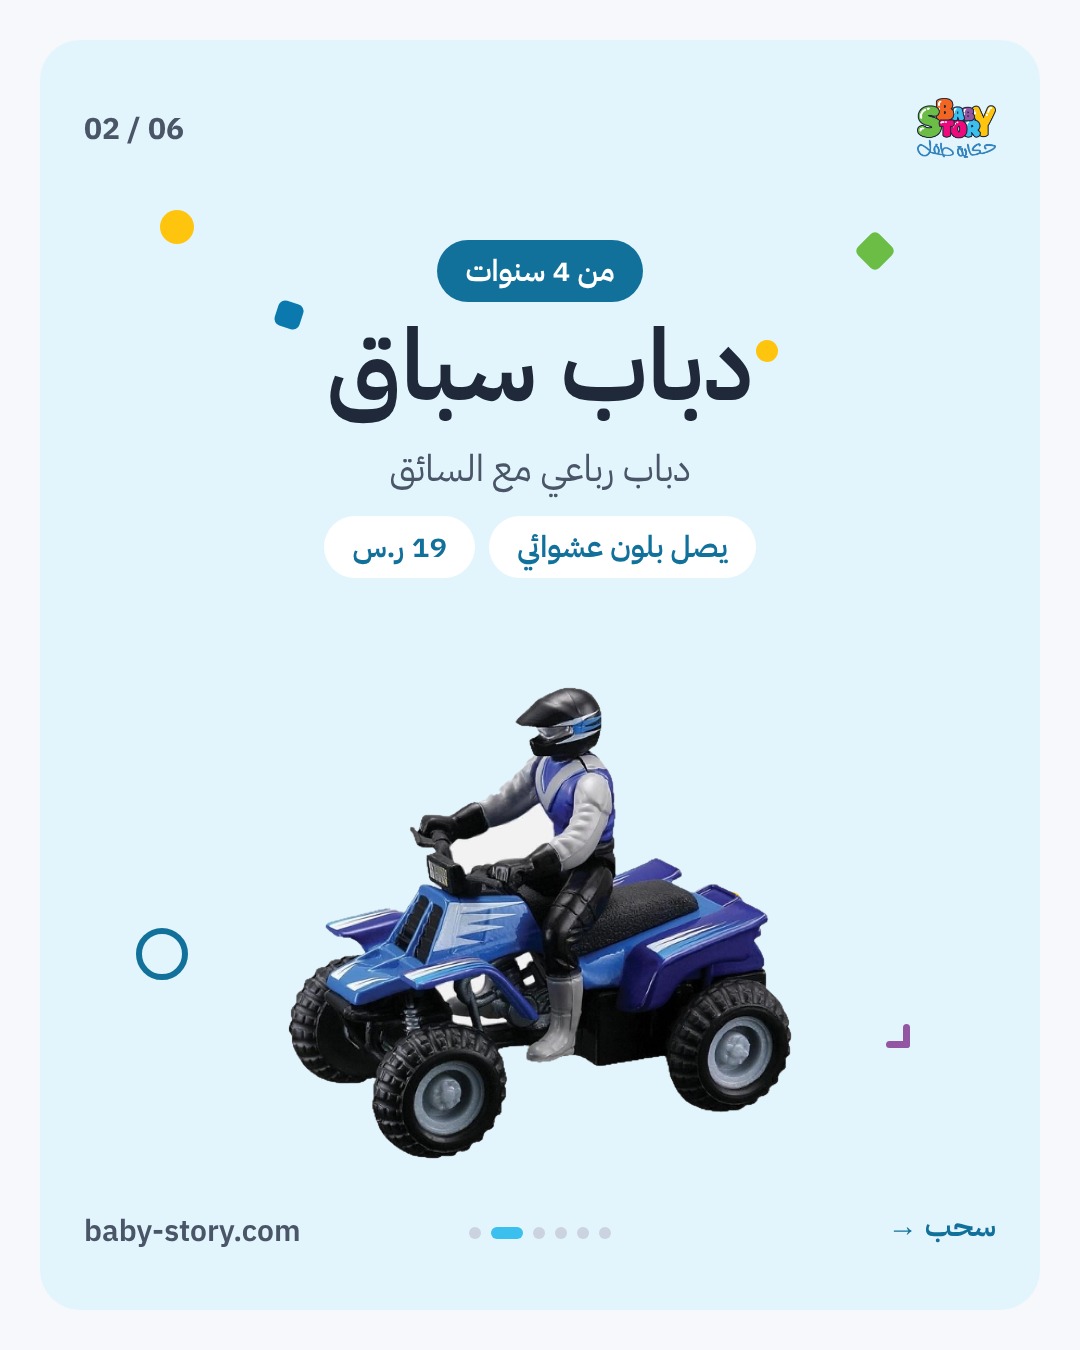 02 / 06
BABY STORY
حكاية طفل
من 4 سنوات
دباب سباق
دباب رباعي مع السائق
يصل بلون عشوائي
19 ر.س
baby-story.com
سحب →